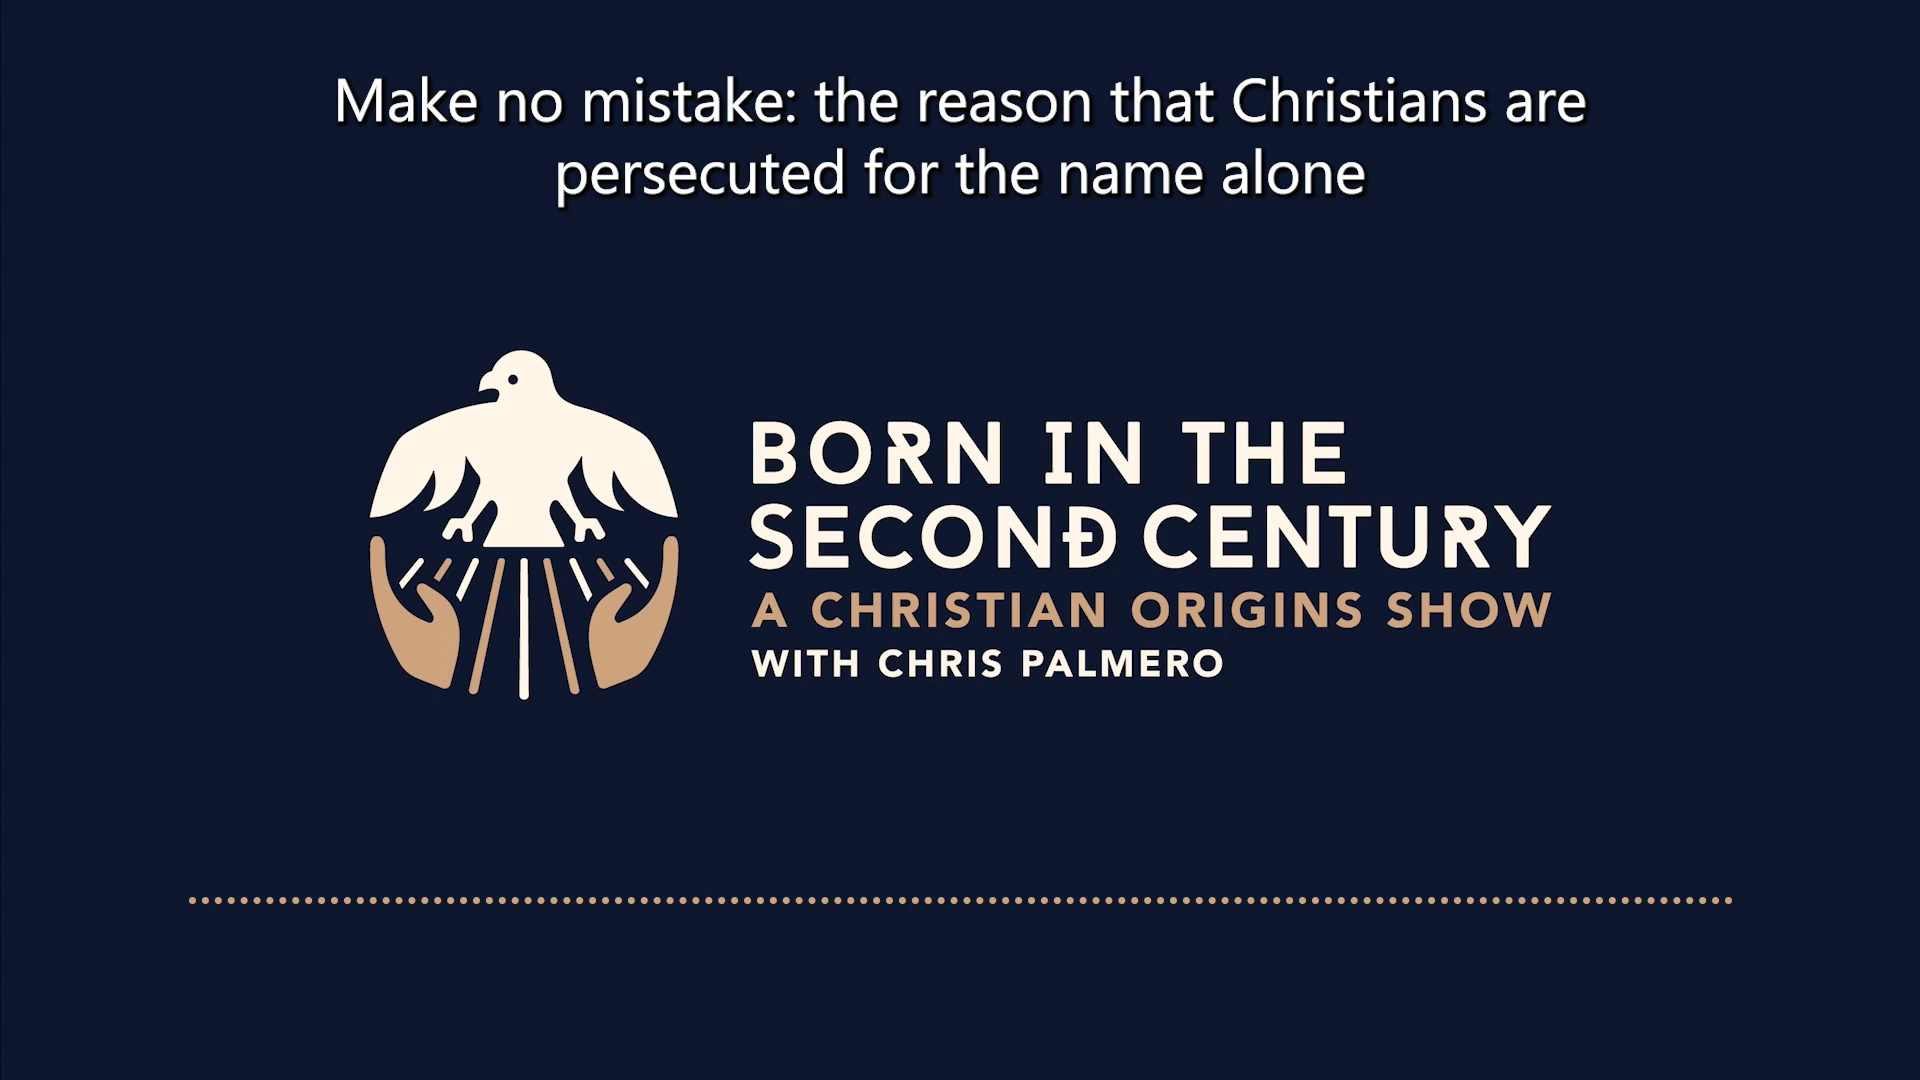 Make no mistake: the reason that Christians are
persecuted for the name alone
BORN IN THE
SECOND CENTURY
A CHRISTIAN ORIGINS SHOW
WITH CHRIS PALMERO